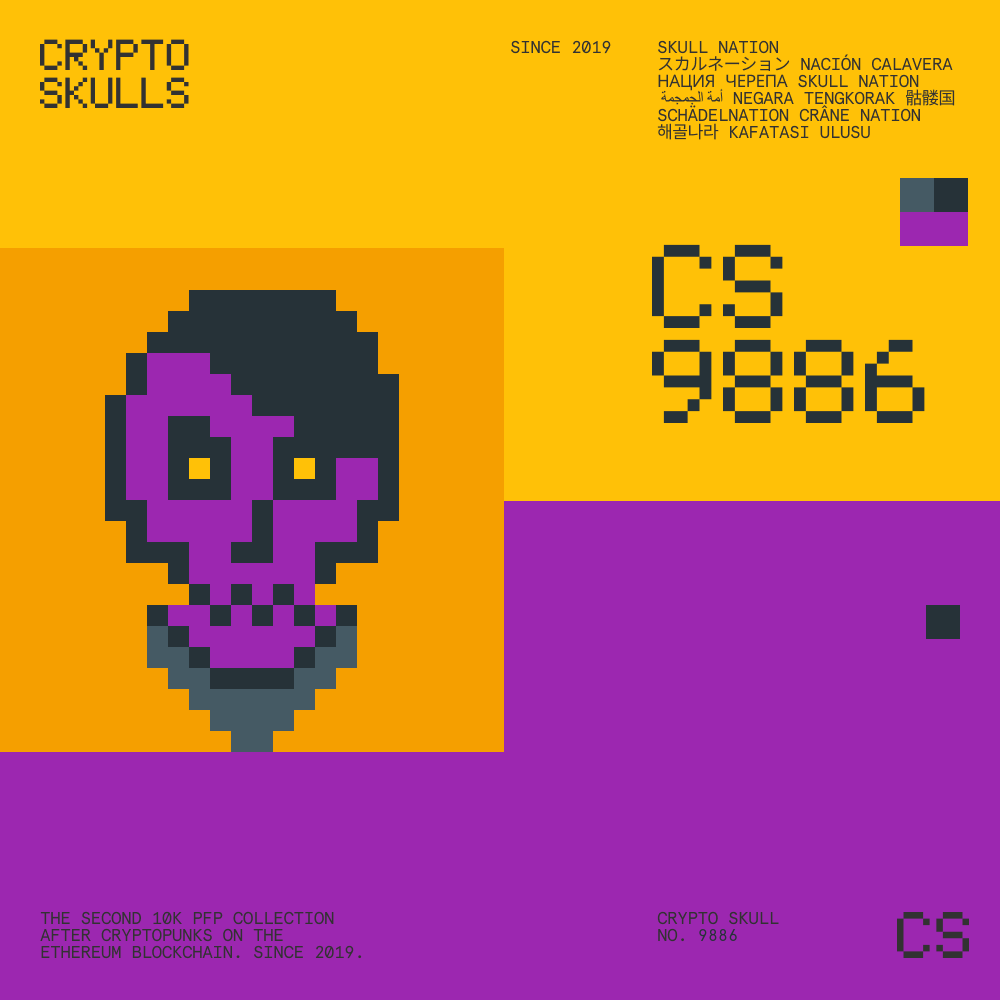 CRYPTO
SKULLS
SINCE 2019
SKULL NATION
スカルネーション NACIÓN CALAVERA
НАЦИЯ ЧЕРЕПА SKULL NATION
أمة الجمجمة NEGARA TENGKORAK 骷髅国
SCHÄDELNATION CRÂNE NATION
해골나라 KAFATASI ULUSU
CS
9886
THE SECOND 10K PFP COLLECTION
AFTER CRYPTOPUNKS ON THE
ETHEREUM BLOCKCHAIN. SINCE 2019.
CRYPTO SKULL
NO. 9886
CS